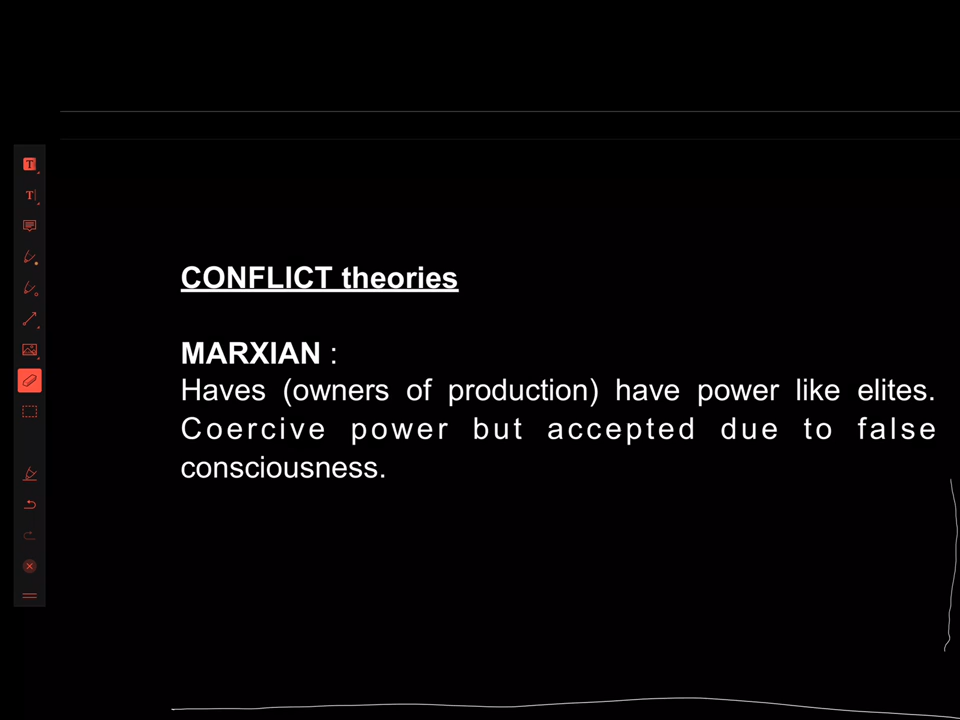 CONFLICT theories
MARXIAN :
Haves (owners of production) have power like elites.
Coercive power but accepted due to false
consciousness.